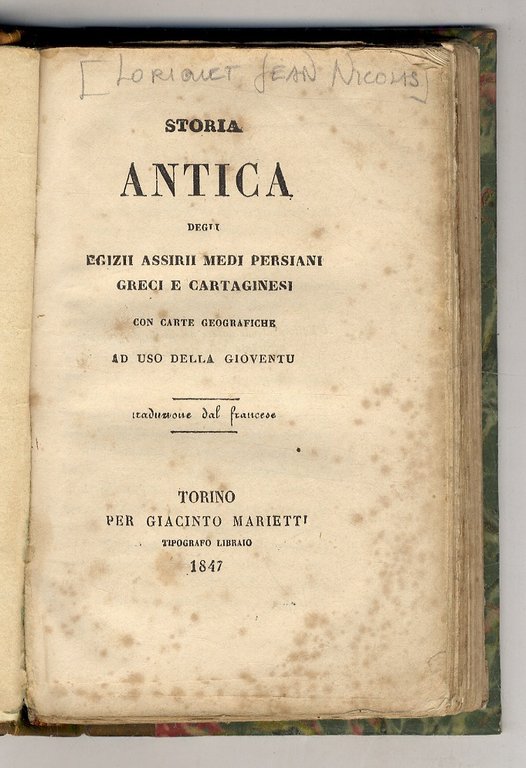 [LORIQUET JEAN NICOLAS]
STORIA
ANTICA
DEGLI
EGIZII ASSIRII MEDI PERSIANI
GRECI E CARTAGINESI
CON CARTE GEOGRAFICHE
AD USO DELLA GIOVENTU
traduzione dal francese
TORINO
PER GIACINTO MARIETTI
TIPOGRAFO LIBRAIO
1847